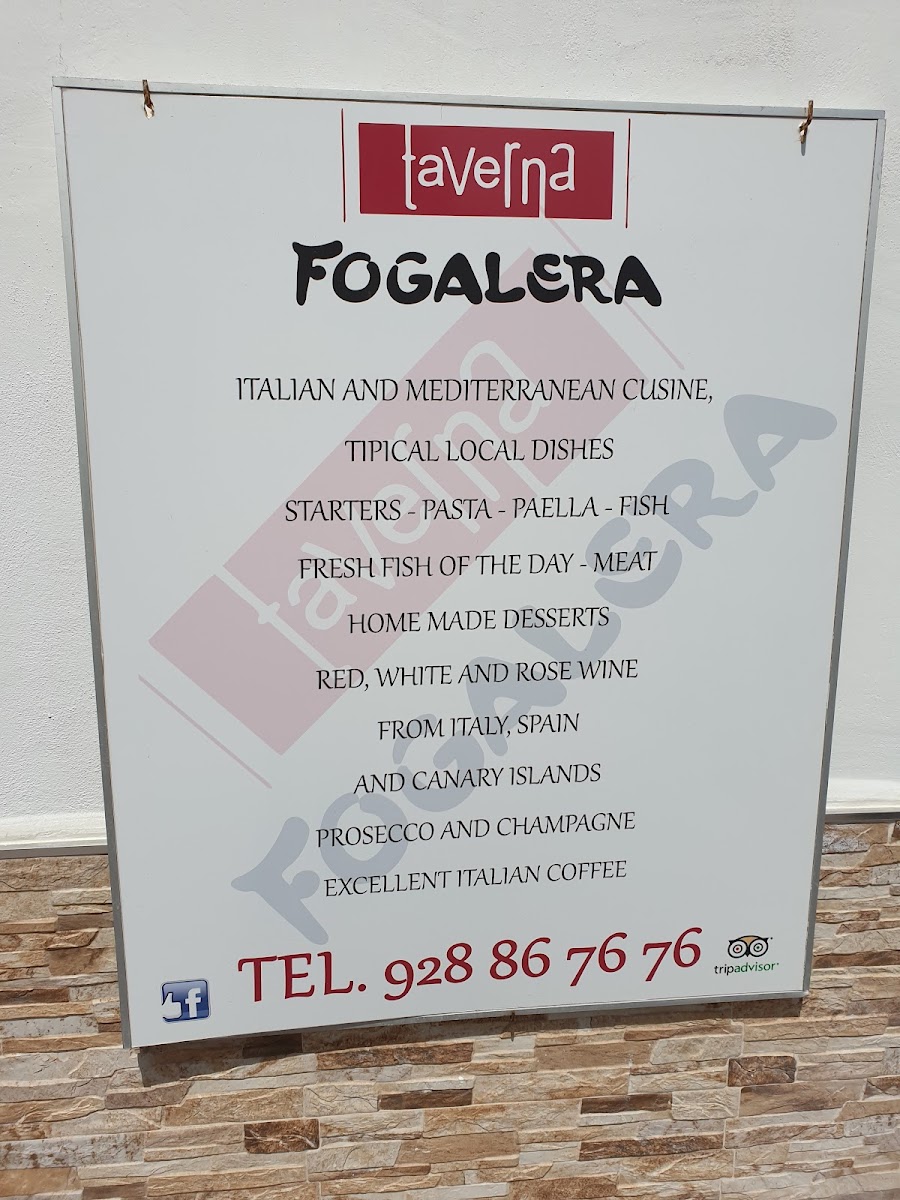 taverna
FOGALERA
ITALIAN AND MEDITERRANEAN CUSINE,
TIPICAL LOCAL DISHES
STARTERS - PASTA - PAELLA - FISH
FRESH FISH OF THE DAY - MEAT
HOME MADE DESSERTS
RED, WHITE AND ROSE WINE
FROM ITALY, SPAIN
AND CANARY ISLANDS
PROSECCO AND CHAMPAGNE
EXCELLENT ITALIAN COFFEE
TEL. 928 86 76 76
f
tripadvisor
taverna
FOGALERA